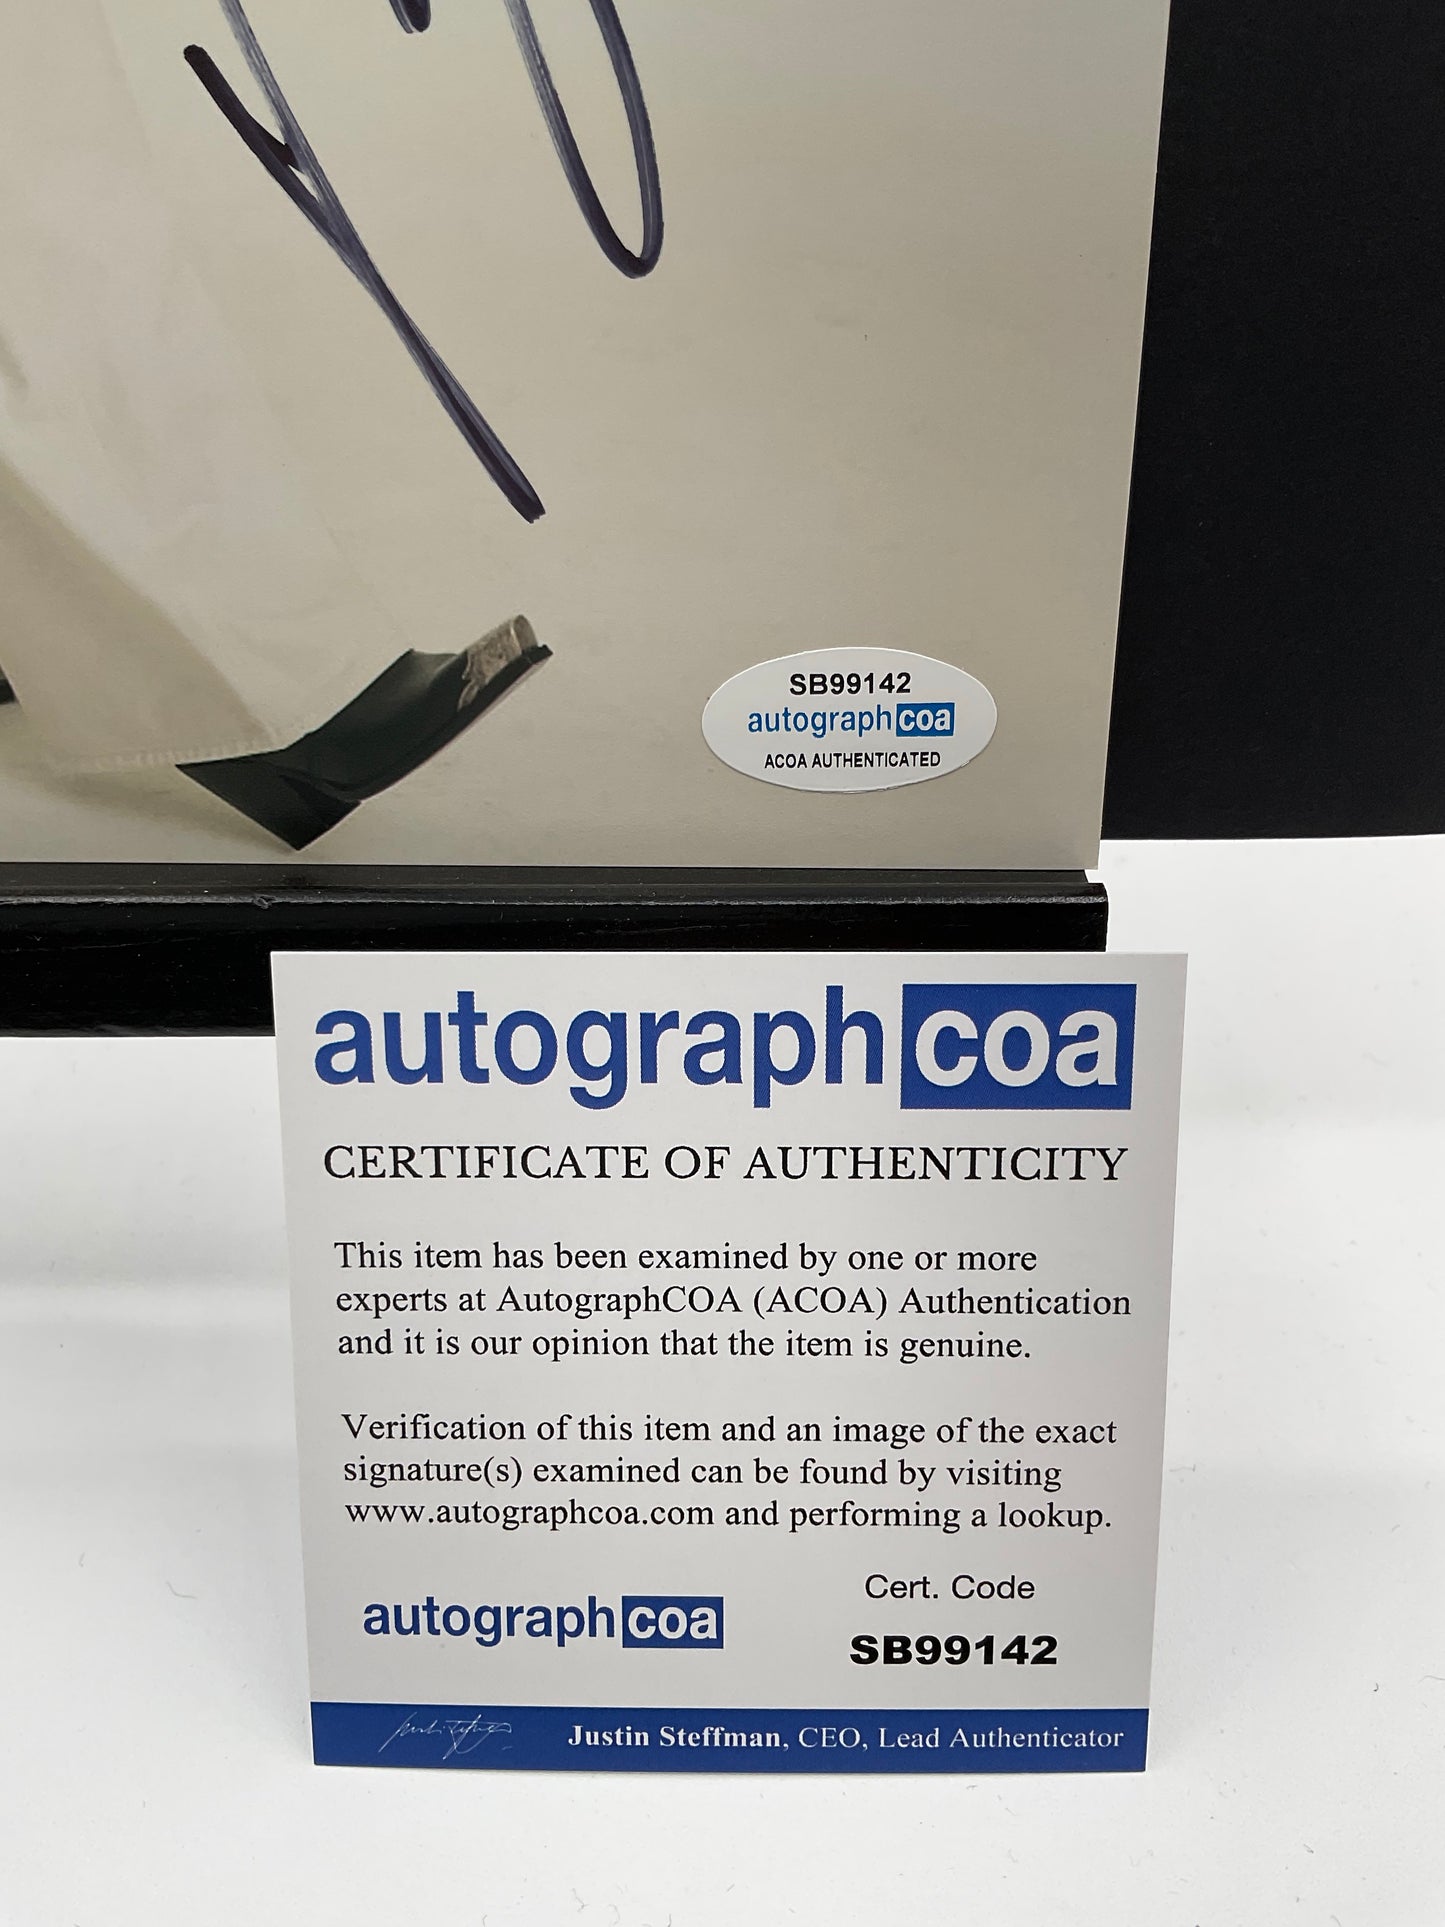 SB99142
autographcoa
ACOA AUTHENTICATED
autographcoa
CERTIFICATE OF AUTHENTICITY
This item has been examined by one or more
experts at AutographCOA (ACOA) Authentication
and it is our opinion that the item is genuine.
Verification of this item and an image of the exact
signature(s) examined can be found by visiting
www.autographcoa.com and performing a lookup.
Cert. Code
autographcoa
SB99142
Justin Steffman, CEO, Lead Authenticator